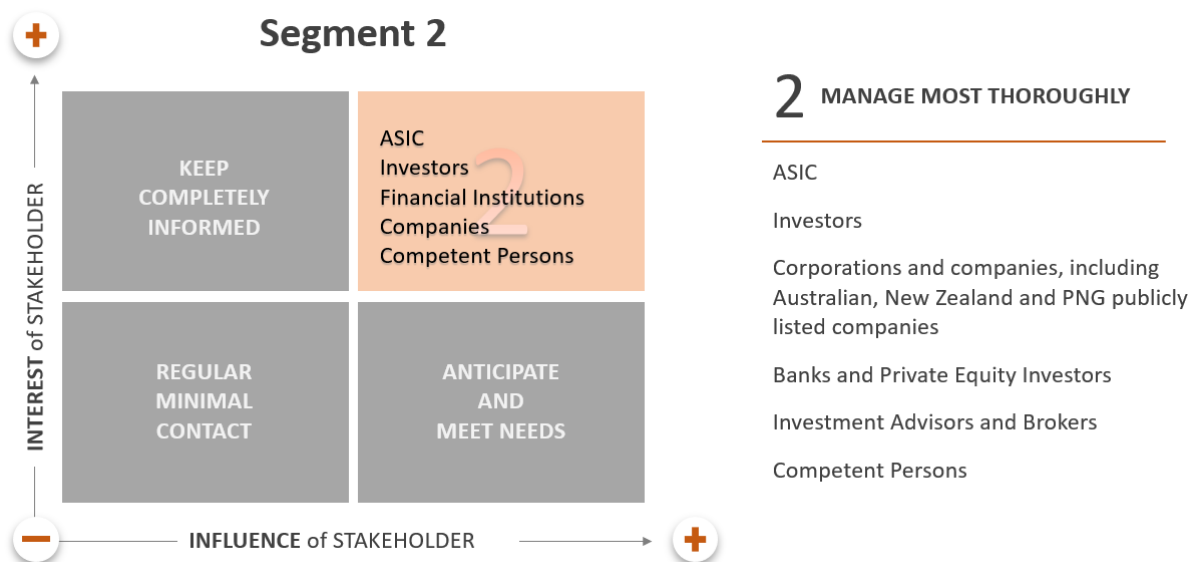 Segment 2
KEEP
COMPLETELY
INFORMED
2
ASIC
Investors
Financial Institutions
Companies
Competent Persons
REGULAR
MINIMAL
CONTACT
ANTICIPATE
AND
MEET NEEDS
INTEREST of STAKEHOLDER
INFLUENCE of STAKEHOLDER
2 MANAGE MOST THOROUGHLY
ASIC
Investors
Corporations and companies, including
Australian, New Zealand and PNG publicly
listed companies
Banks and Private Equity Investors
Investment Advisors and Brokers
Competent Persons